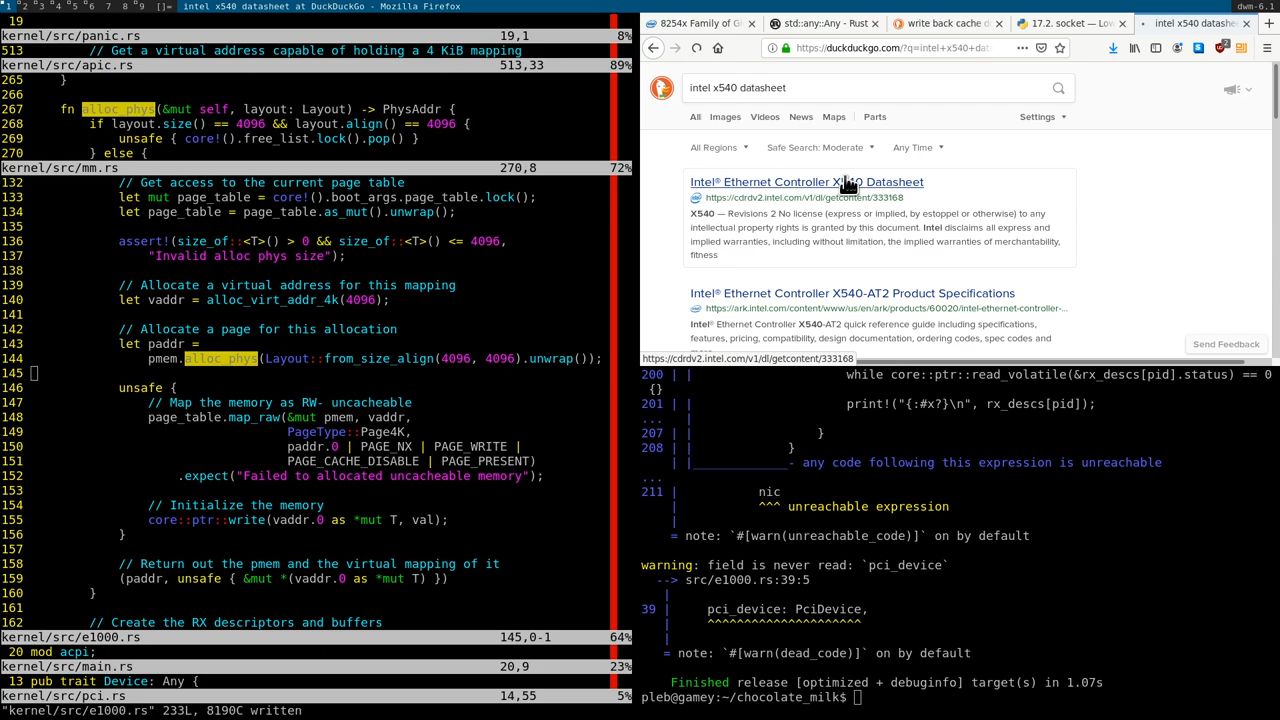 1 2 3 4 5 6 7 8 9 []= intel x540 datasheet at DuckDuckGo - Mozilla Firefox dwm-6.1
19
kernel/src/panic.rs 19,1 8%
513 // Get a virtual address capable of holding a 4 KiB mapping
kernel/src/apic.rs 513,33 89%
265 }
266
267 fn alloc_phys(&mut self, layout: Layout) -> PhysAddr {
268 if layout.size() == 4096 && layout.align() == 4096 {
269 unsafe { core!().free_list.lock().pop() }
270 } else {
kernel/src/mm.rs 270,8 72%
132 // Get access to the current page table
133 let mut page_table = core!().boot_args.page_table.lock();
134 let page_table = page_table.as_mut().unwrap();
135
136 assert!(size_of::<T>() > 0 && size_of::<T>() <= 4096,
137 "Invalid alloc phys size");
138
139 // Allocate a virtual address for this mapping
140 let vaddr = alloc_virt_addr_4k(4096);
141
142 // Allocate a page for this allocation
143 let paddr =
144 pmem.alloc_phys(Layout::from_size_align(4096, 4096).unwrap());
145
146 unsafe {
147 // Map the memory as RW- uncacheable
148 page_table.map_raw(&mut pmem, vaddr,
149 PageType::Page4K,
150 paddr.0 | PAGE_NX | PAGE_WRITE |
151 PAGE_CACHE_DISABLE | PAGE_PRESENT)
152 .expect("Failed to allocated uncacheable memory");
153
154 // Initialize the memory
155 core::ptr::write(vaddr.0 as *mut T, val);
156 }
157
158 // Return out the pmem and the virtual mapping of it
159 (paddr, unsafe { &mut *(vaddr.0 as *mut T) })
160 }
161
162 // Create the RX descriptors and buffers
kernel/src/e1000.rs 145,0-1 64%
20 mod acpi;
kernel/src/main.rs 20,9 23%
13 pub trait Device: Any {
kernel/src/pci.rs 14,55 5%
"kernel/src/e1000.rs" 233L, 8190C written
8254x Family of Gi std::any::Any - Rust write back cache d 17.2. socket — Low intel x540 datashe
https://duckduckgo.com/?q=intel+x540+dat
intel x540 datasheet
All Images Videos News Maps Parts Settings
All Regions Safe Search: Moderate Any Time
Intel® Ethernet Controller X540 Datasheet
https://cdrdv2.intel.com/v1/dl/getcontent/333168
X540 — Revisions 2 No license (express or implied, by estoppel or otherwise) to any
intellectual property rights is granted by this document. Intel disclaims all express and
implied warranties, including without limitation, the implied warranties of merchantability,
fitness
Intel® Ethernet Controller X540-AT2 Product Specifications
https://ark.intel.com/content/www/us/en/ark/products/60020/intel-ethernet-controller-...
Intel® Ethernet Controller X540-AT2 quick reference guide including specifications,
features, pricing, compatibility, design documentation, ordering codes, spec codes and
Send Feedback
https://cdrdv2.intel.com/v1/dl/getcontent/333168
200 | | while core::ptr::read_volatile(&rx_descs[pid].status) == 0
{}
201 | | print!("{:#x?}\n", rx_descs[pid]);
... |
207 | | }
208 | | }
| |____________- any code following this expression is unreachable
...
211 | nic
| ^^^ unreachable expression
|
= note: `#[warn(unreachable_code)]` on by default
warning: field is never read: `pci_device`
--> src/e1000.rs:39:5
|
39 | pci_device: PciDevice,
| ^^^^^^^^^^^^^^^^^^^^^
|
= note: `#[warn(dead_code)]` on by default
Finished release [optimized + debuginfo] target(s) in 1.07s
pleb@gamey:~/chocolate_milk$